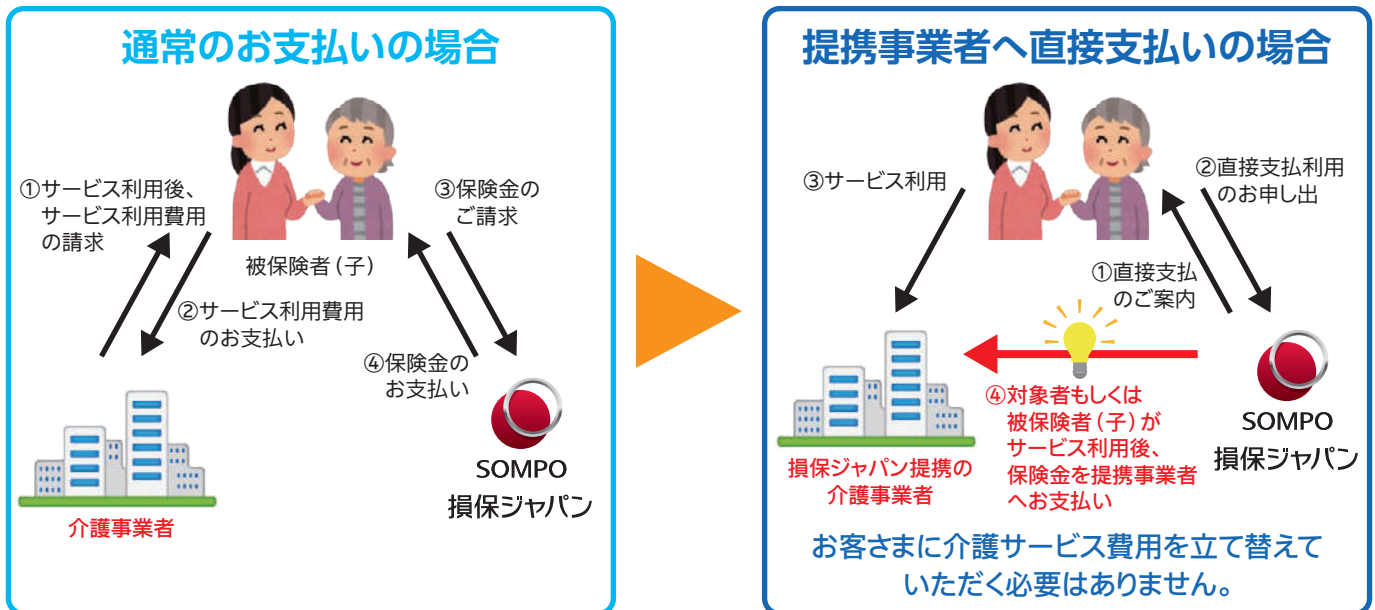 通常のお支払いの場合
①サービス利用後、
サービス利用費用
の請求
③保険金の
ご請求
被保険者(子)
②サービス利用費用
のお支払い
④保険金の
お支払い
介護事業者
SOMPO
損保ジャパン
提携事業者へ直接支払いの場合
③サービス利用
②直接支払利用
のお申し出
①直接支払
のご案内
④対象者もしくは
被保険者(子)が
サービス利用後、
保険金を提携事業者
へお支払い
損保ジャパン提携の
介護事業者
SOMPO
損保ジャパン
お客さまに介護サービス費用を立て替えて
いただく必要はありません。